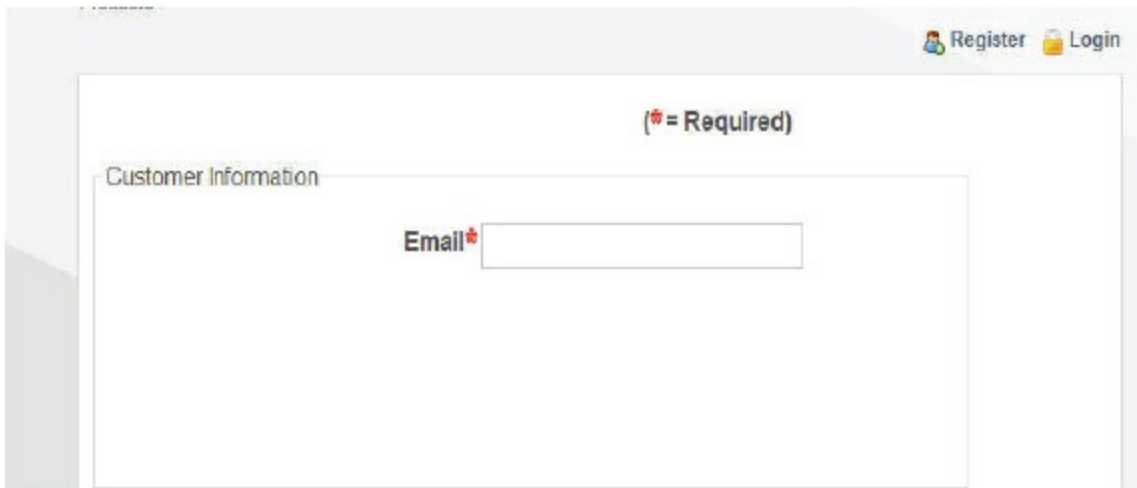 Register Login
(* = Required)
Customer Information
Email*